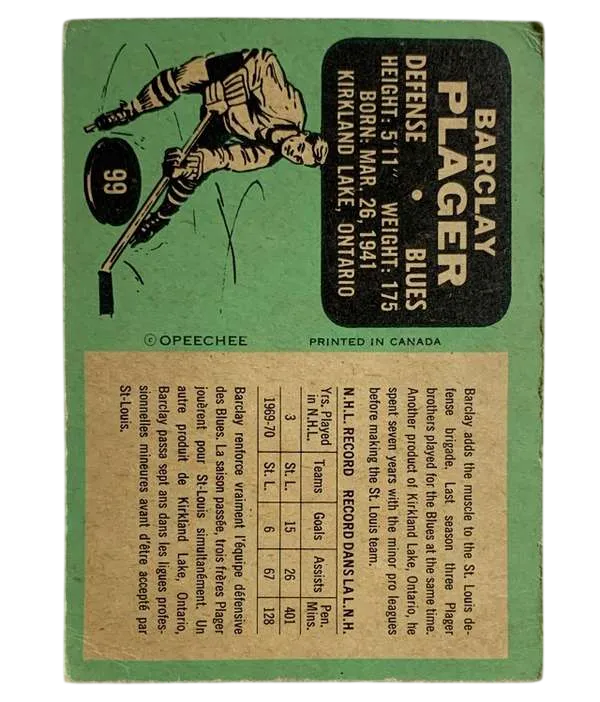 BARCLAY
PLAGER
DEFENSE • BLUES
HEIGHT: 5'11" WEIGHT: 175
BORN: MAR. 26, 1941
KIRKLAND LAKE, ONTARIO
99
© OPEECHEE
PRINTED IN CANADA
Barclay adds the muscle to the St. Louis de-
fense brigade. Last season three Plager
brothers played for the Blues at the same time.
Another product of Kirkland Lake, Ontario, he
spent seven years with the minor pro leagues
before making the St. Louis team.
N.H.L. RECORD RECORD DANS LA L.N.H.
Yrs. Played in N.H.L. Teams Goals Assists Pen. Mins.
3 St. L. 15 26 401
1969-70 St. L. 6 67 128
Barclay renforce vraiment l'équipe défensive
des Blues. La saison passée, trois frères Plager
jouèrent pour St-Louis simultanément. Un
autre produit de Kirkland Lake, Ontario,
Barclay passa sept ans dans les ligues profes-
sionnelles mineures avant d'être accepté par
St-Louis.